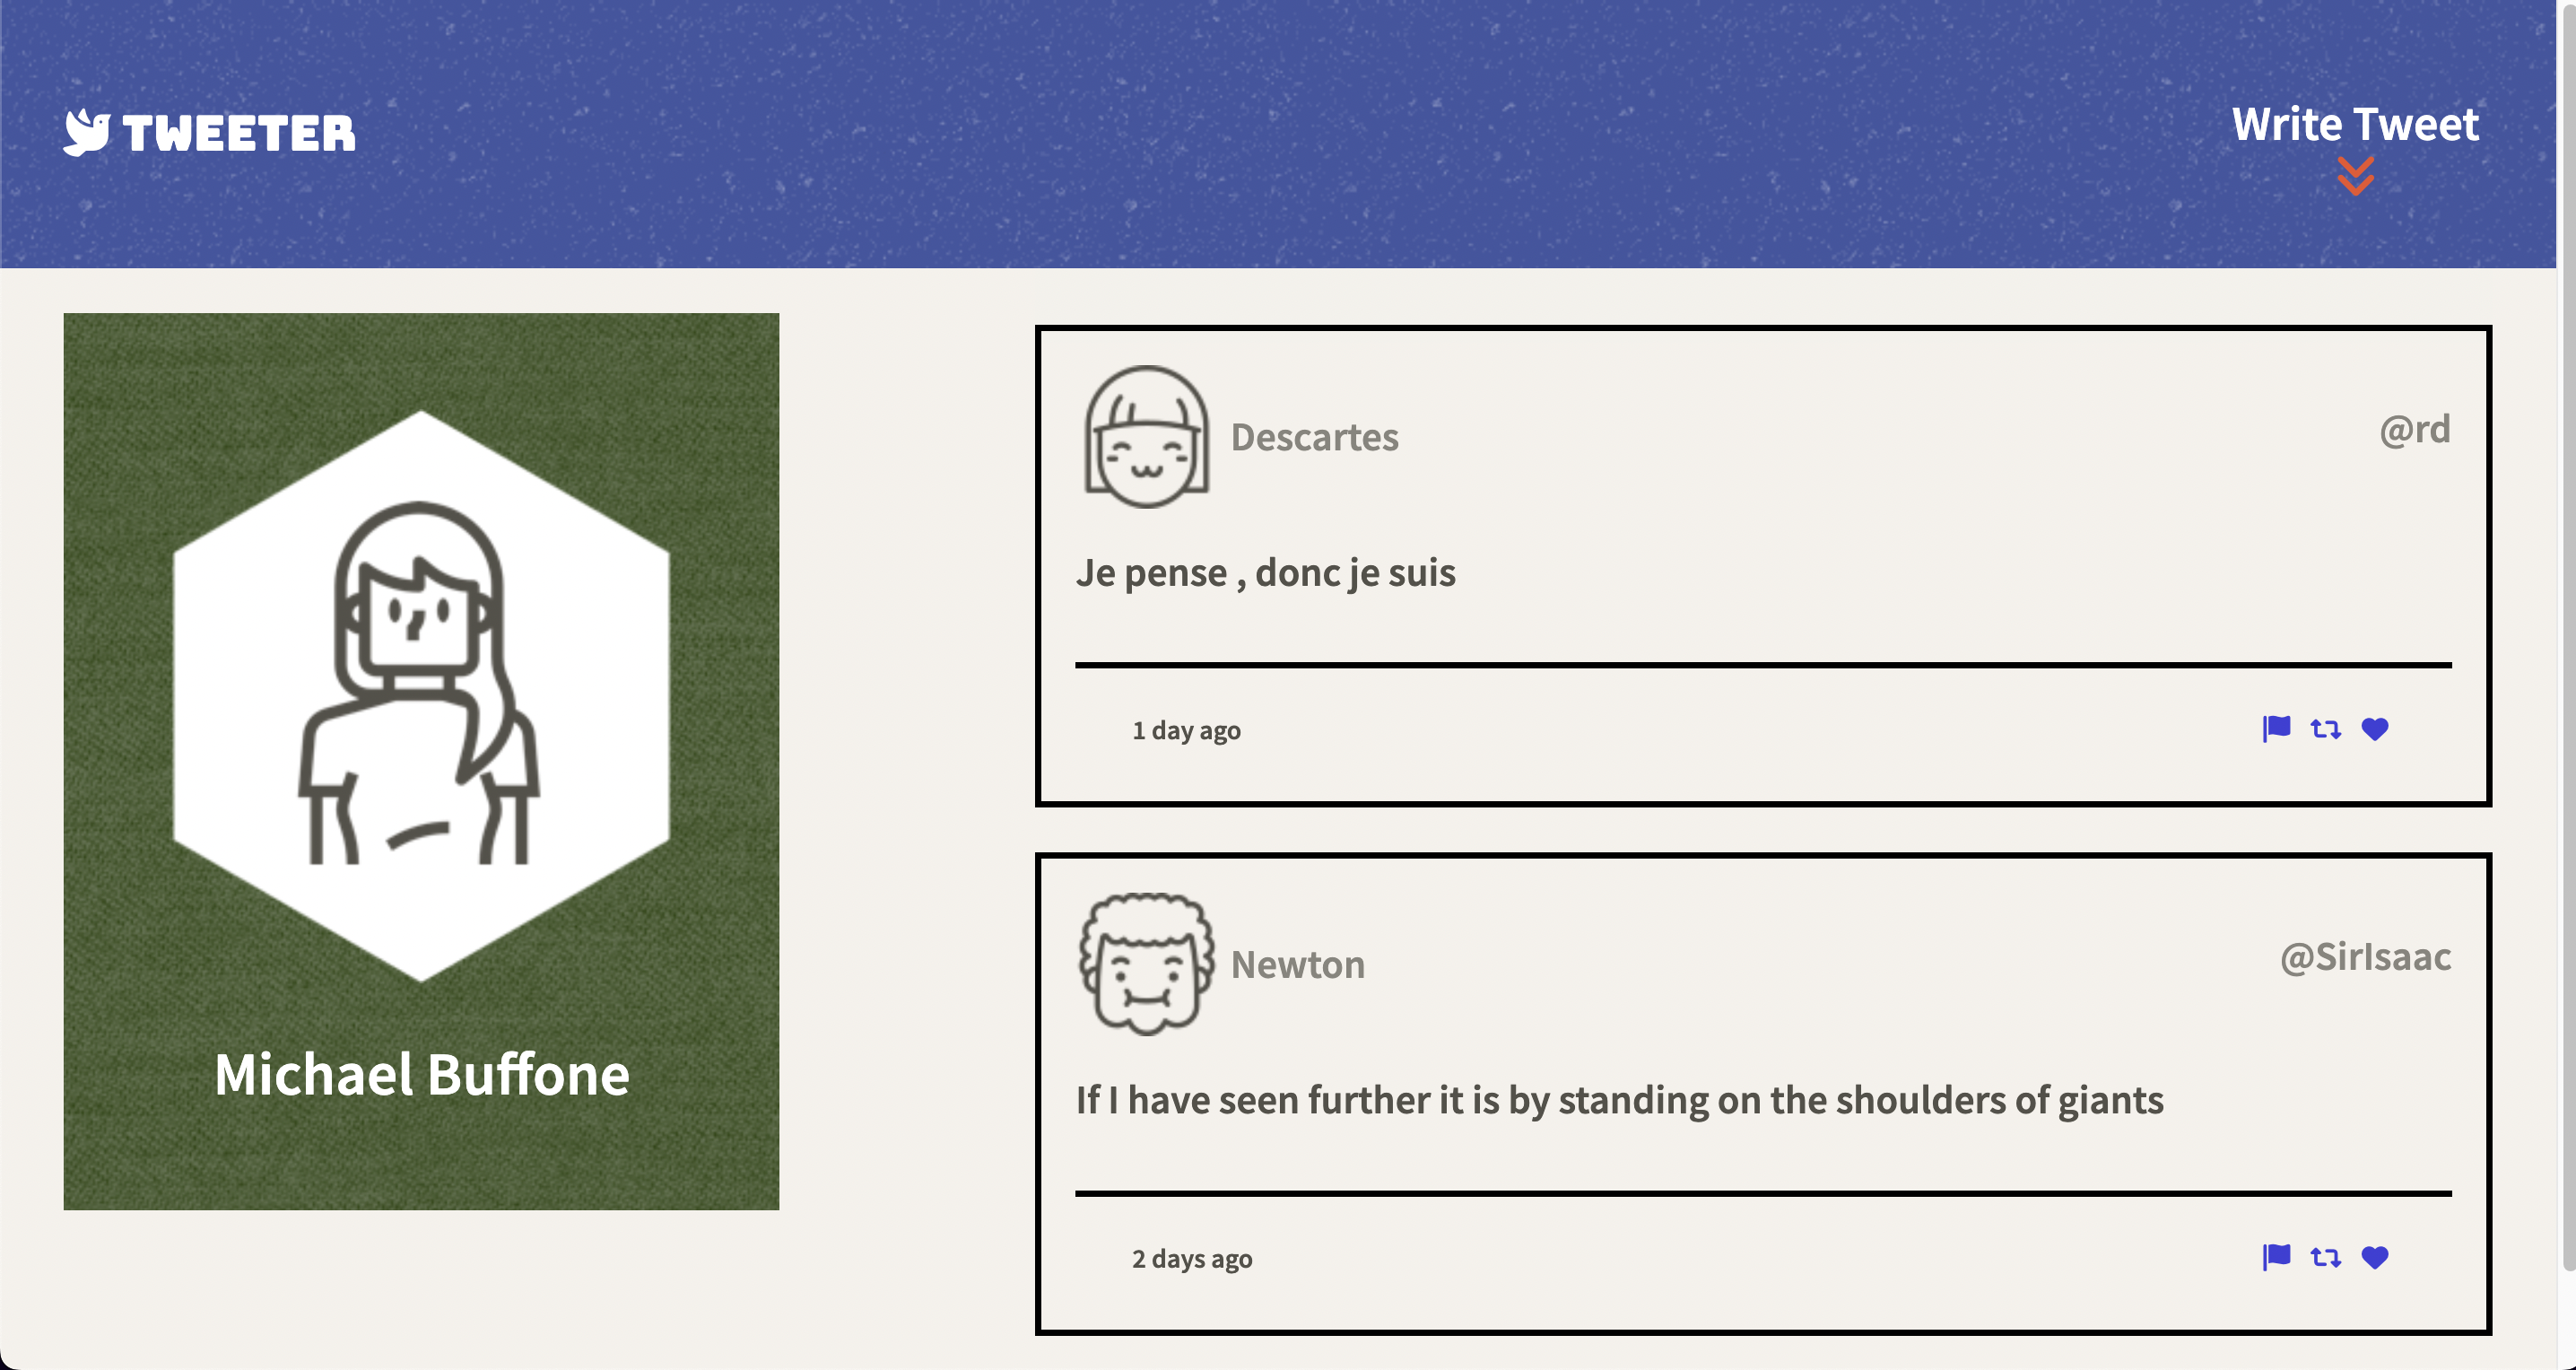 TWEETER
Write Tweet
Michael Buffone
Descartes
@rd
Je pense , donc je suis
1 day ago
Newton
@SirIsaac
If I have seen further it is by standing on the shoulders of giants
2 days ago